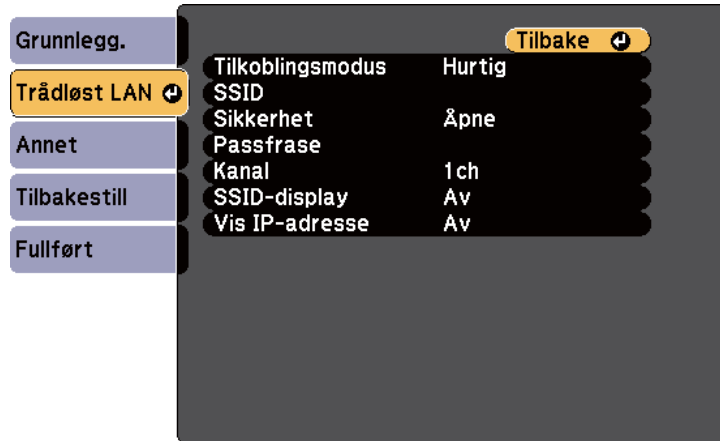 Grunnlegg.
Trådløst LAN
Annet
Tilbakestill
Fullført
Tilbake
Tilkoblingsmodus Hurtig
SSID
Sikkerhet Åpne
Passfrase
Kanal 1ch
SSID-display Av
Vis IP-adresse Av